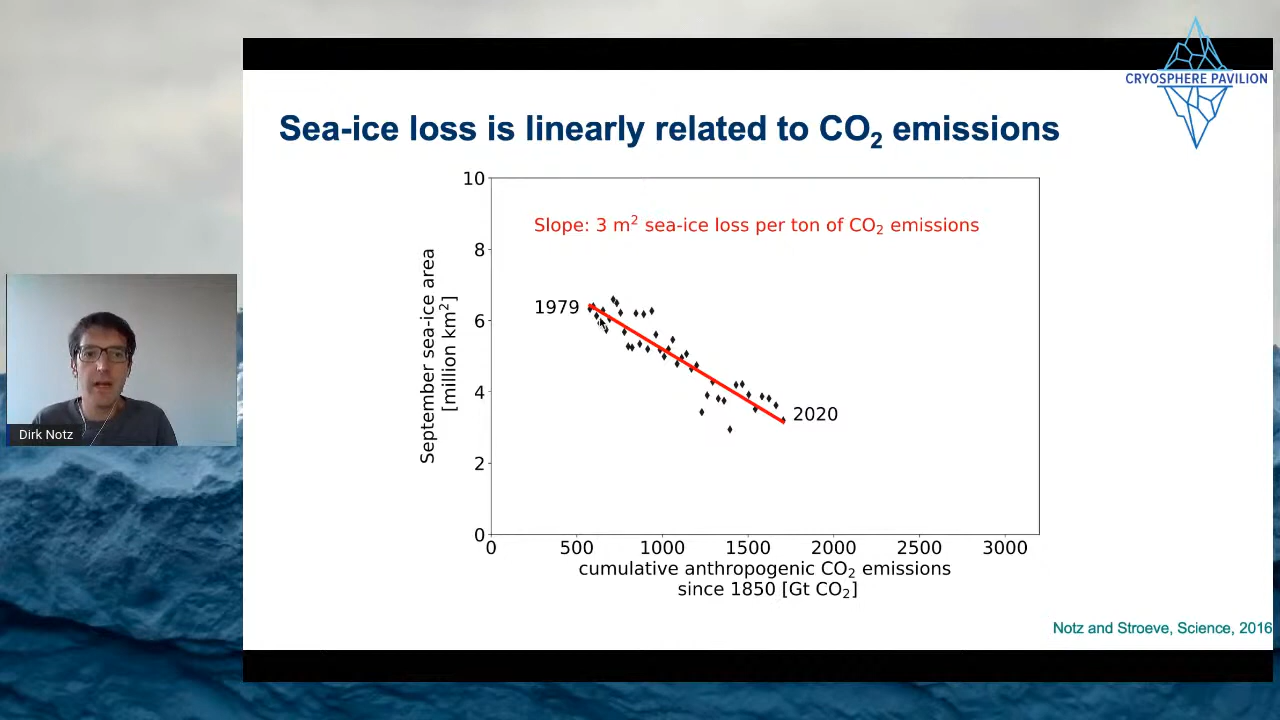 CRYOSPHERE PAVILION
Sea-ice loss is linearly related to CO₂ emissions
10
8
6
4
2
0
Slope: 3 m² sea-ice loss per ton of CO₂ emissions
1979
2020
September sea-ice area
[million km²]
0 500 1000 1500 2000 2500 3000
cumulative anthropogenic CO₂ emissions
since 1850 [Gt CO₂]
Notz and Stroeve, Science, 2016
Dirk Notz